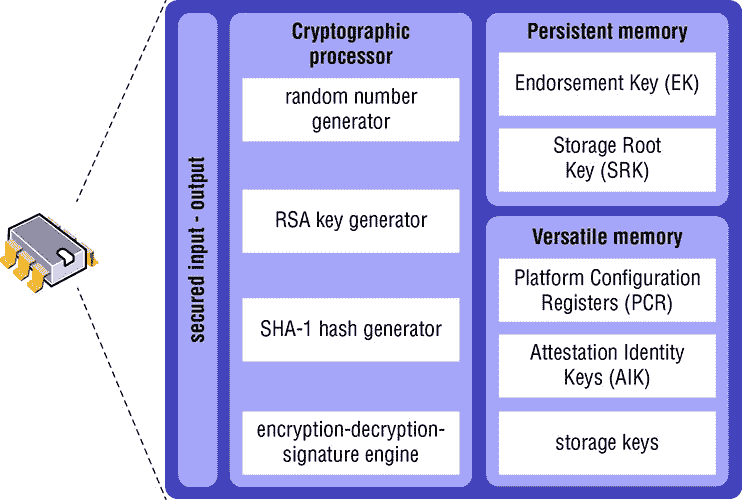 secured input - output
Cryptographic
processor
random number
generator
RSA key generator
SHA-1 hash generator
encryption-decryption-
signature engine
Persistent memory
Endorsement Key (EK)
Storage Root
Key (SRK)
Versatile memory
Platform Configuration
Registers (PCR)
Attestation Identity
Keys (AIK)
storage keys